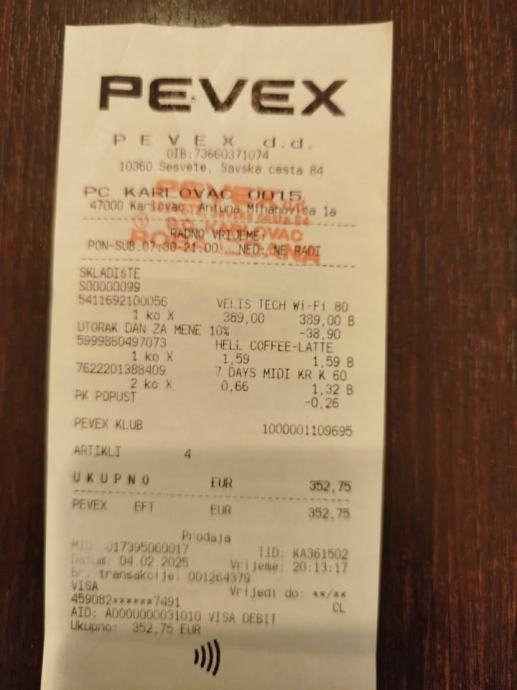 PEVEX
PEVEX d.d.
OIB:73660371074
10360 Sesvete, Savska cesta 84
PC KARLOVAC 0015
47000 Karlovac, Antuna Mihanovića 1a
RADNO VRIJEME:
PON-SUB.07:30-21:00, NED. NE RADI
SKLADIŠTE
S00000099
5411692100056 VELIS TECH Wi-Fi 80
1 ko X 389,00 389,00 B
UTORAK DAN ZA MENE 10% -38,90
5999860497073 HELL COFFEE-LATTE
1 ko X 1,59 1,59 B
7622201388409 7 DAYS MIDI KR K 60
2 ko X 0,66 1,32 B
PK POPUST -0,26
PEVEX KLUB 1000001109695
ARTIKLI 4
UKUPNO EUR 352,75
PEVEX EFT EUR 352,75
Prodaja
MID: 017395060017 TID: KA361502
Datum: 04.02.2025 Vrijeme: 20:13:17
br. transakcije: 001264379
VISA Vrijedi do: **/**
459082******7491 CL
AID: A0000000031010 VISA DEBIT
Ukupno: 352,75 EUR